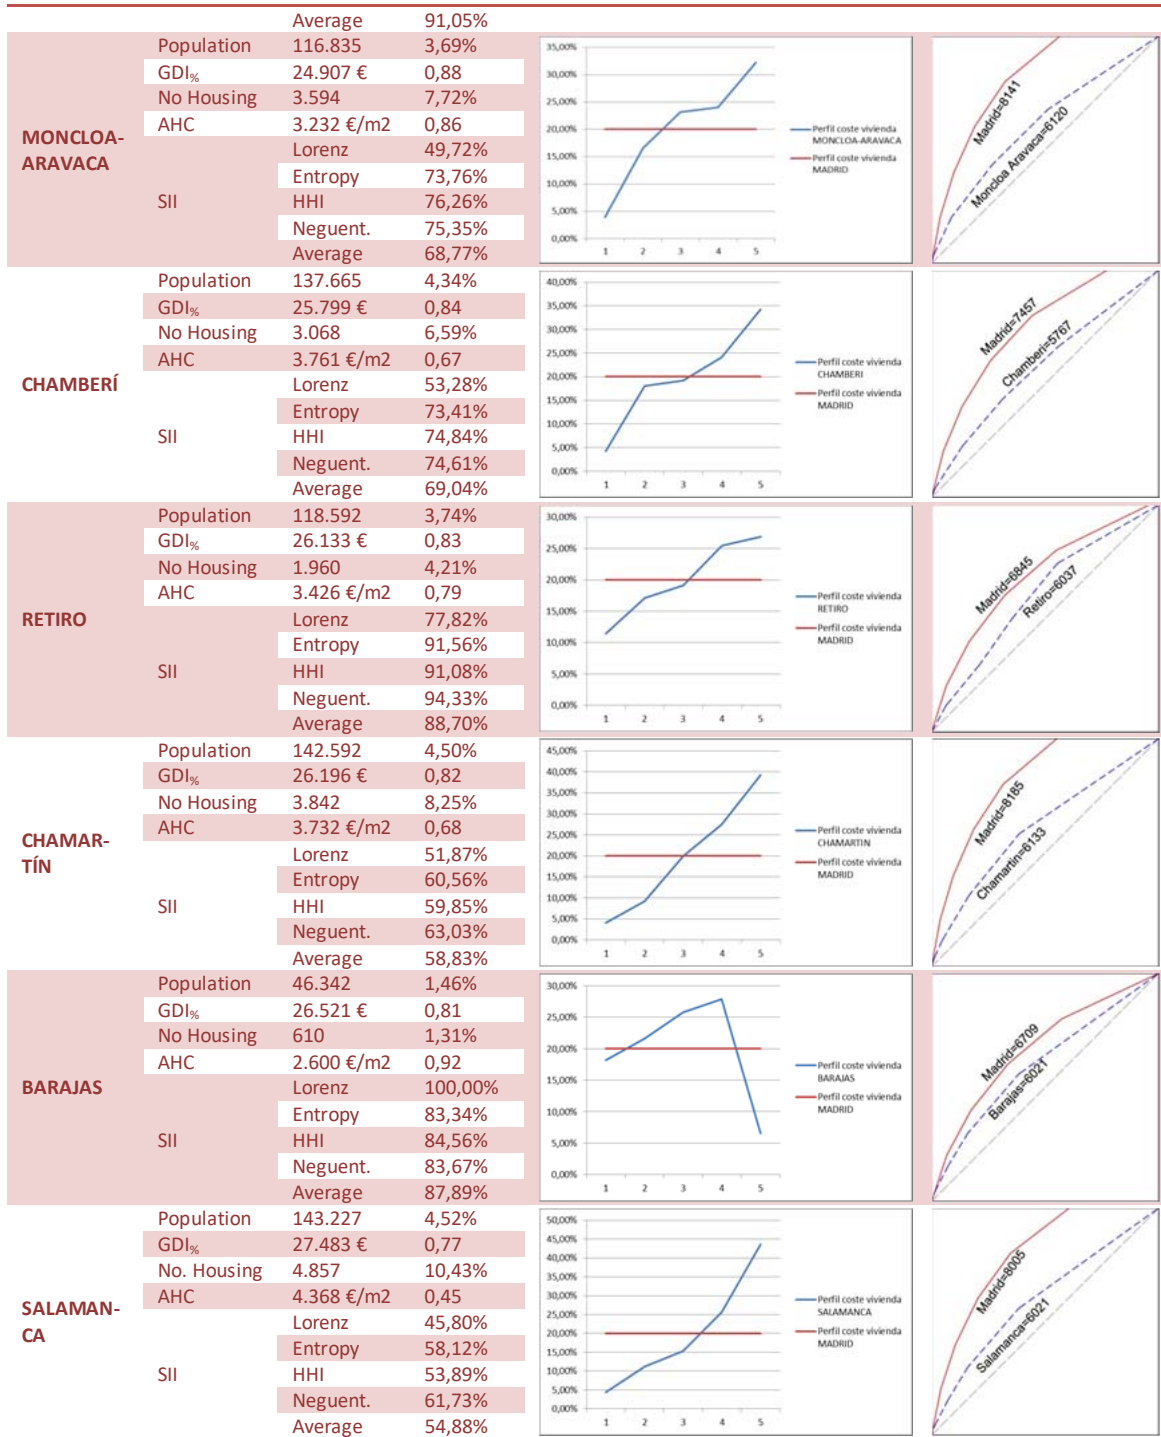 Average 91,05%
MONCLOA-
ARAVACA
Population 116.835 3,69%
GDI% 24.907 € 0,88
No Housing 3.594 7,72%
AHC 3.232 €/m2 0,86
SII
Lorenz 49,72%
Entropy 73,76%
HHI 76,26%
Neguent. 75,35%
Average 68,77%
35,00%
30,00%
25,00%
20,00%
15,00%
10,00%
5,00%
0,00%
1 2 3 4 5
Perfil coste vivienda
MONCLOA-ARAVACA
Perfil coste vivienda
MADRID
Madrid=8141
Moncloa Aravaca=6120
CHAMBERÍ
Population 137.665 4,34%
GDI% 25.799 € 0,84
No Housing 3.068 6,59%
AHC 3.761 €/m2 0,67
SII
Lorenz 53,28%
Entropy 73,41%
HHI 74,84%
Neguent. 74,61%
Average 69,04%
40,00%
35,00%
30,00%
25,00%
20,00%
15,00%
10,00%
5,00%
0,00%
1 2 3 4 5
Perfil coste vivienda
CHAMBERI
Perfil coste vivienda
MADRID
Madrid=7457
Chamberi=5767
RETIRO
Population 118.592 3,74%
GDI% 26.133 € 0,83
No Housing 1.960 4,21%
AHC 3.426 €/m2 0,79
SII
Lorenz 77,82%
Entropy 91,56%
HHI 91,08%
Neguent. 94,33%
Average 88,70%
30,00%
25,00%
20,00%
15,00%
10,00%
5,00%
0,00%
1 2 3 4 5
Perfil coste vivienda
RETIRO
Perfil coste vivienda
MADRID
Madrid=6845
Retiro=6037
CHAMAR-
TÍN
Population 142.592 4,50%
GDI% 26.196 € 0,82
No Housing 3.842 8,25%
AHC 3.732 €/m2 0,68
SII
Lorenz 51,87%
Entropy 60,56%
HHI 59,85%
Neguent. 63,03%
Average 58,83%
45,00%
40,00%
35,00%
30,00%
25,00%
20,00%
15,00%
10,00%
5,00%
0,00%
1 2 3 4 5
Perfil coste vivienda
CHAMARTIN
Perfil coste vivienda
MADRID
Madrid=8185
Chamartin=6133
BARAJAS
Population 46.342 1,46%
GDI% 26.521 € 0,81
No Housing 610 1,31%
AHC 2.600 €/m2 0,92
SII
Lorenz 100,00%
Entropy 83,34%
HHI 84,56%
Neguent. 83,67%
Average 87,89%
30,00%
25,00%
20,00%
15,00%
10,00%
5,00%
0,00%
1 2 3 4 5
Perfil coste vivienda
BARAJAS
Perfil coste vivienda
MADRID
Madrid=6709
Barajas=6021
SALAMAN-
CA
Population 143.227 4,52%
GDI% 27.483 € 0,77
No. Housing 4.857 10,43%
AHC 4.368 €/m2 0,45
SII
Lorenz 45,80%
Entropy 58,12%
HHI 53,89%
Neguent. 61,73%
Average 54,88%
50,00%
45,00%
40,00%
35,00%
30,00%
25,00%
20,00%
15,00%
10,00%
5,00%
0,00%
1 2 3 4 5
Perfil coste vivienda
SALAMANCA
Perfil coste vivienda
MADRID
Madrid=8005
Salamanca=6021